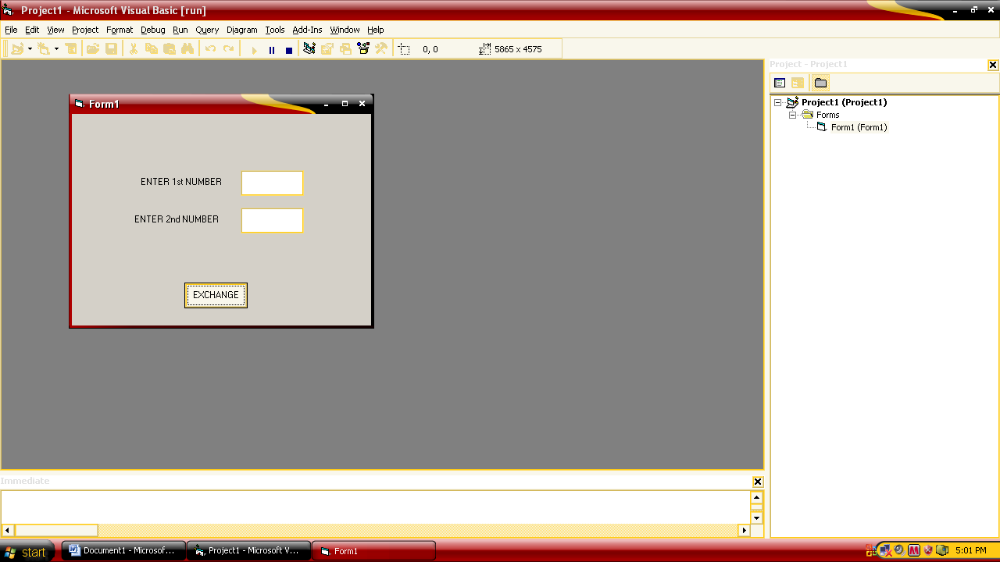 Project1 - Microsoft Visual Basic [run]
File Edit View Project Format Debug Run Query Diagram Tools Add-Ins Window Help
0, 0 5865 x 4575
Project - Project1
Form1
Project1 (Project1)
Forms
Form1 (Form1)
ENTER 1st NUMBER
ENTER 2nd NUMBER
EXCHANGE
Immediate
start Document1 - Microsof... Project1 - Microsoft V... Form1 5:01 PM